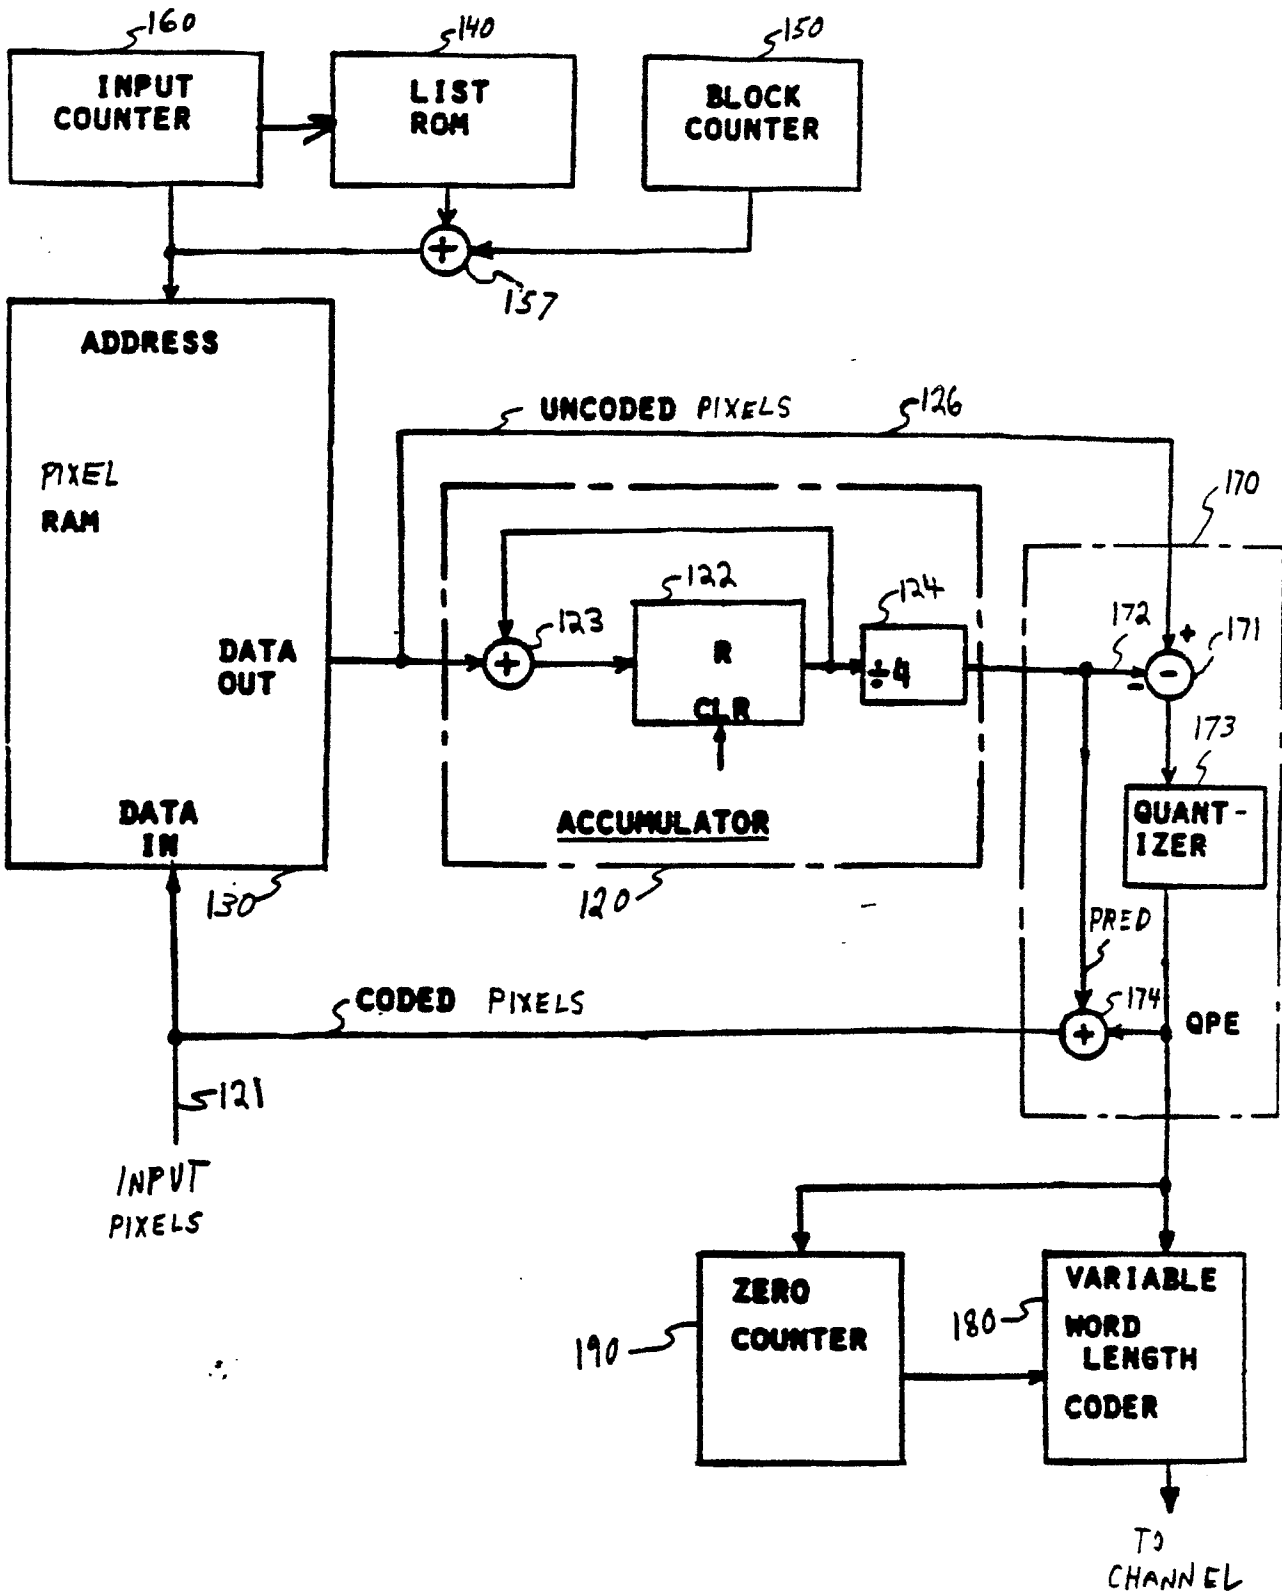 160
140
150
INPUT
COUNTER
LIST
ROM
BLOCK
COUNTER
+
157
ADDRESS
UNCODED PIXELS
126
PIXEL
RAM
170
122
124
123
172
+
171
DATA
OUT
+
R
÷4
-
-
CLR
173
DATA
IN
ACCUMULATOR
QUANT-
IZER
130
120
PRED
CODED PIXELS
174
+
QPE
121
INPUT
PIXELS
ZERO
COUNTER
190
180
VARIABLE
WORD
LENGTH
CODER
TO
CHANNEL